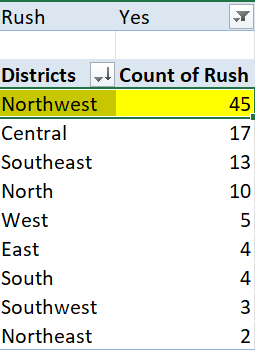 Rush Yes
Districts Count of Rush
Northwest 45
Central 17
Southeast 13
North 10
West 5
East 4
South 4
Southwest 3
Northeast 2